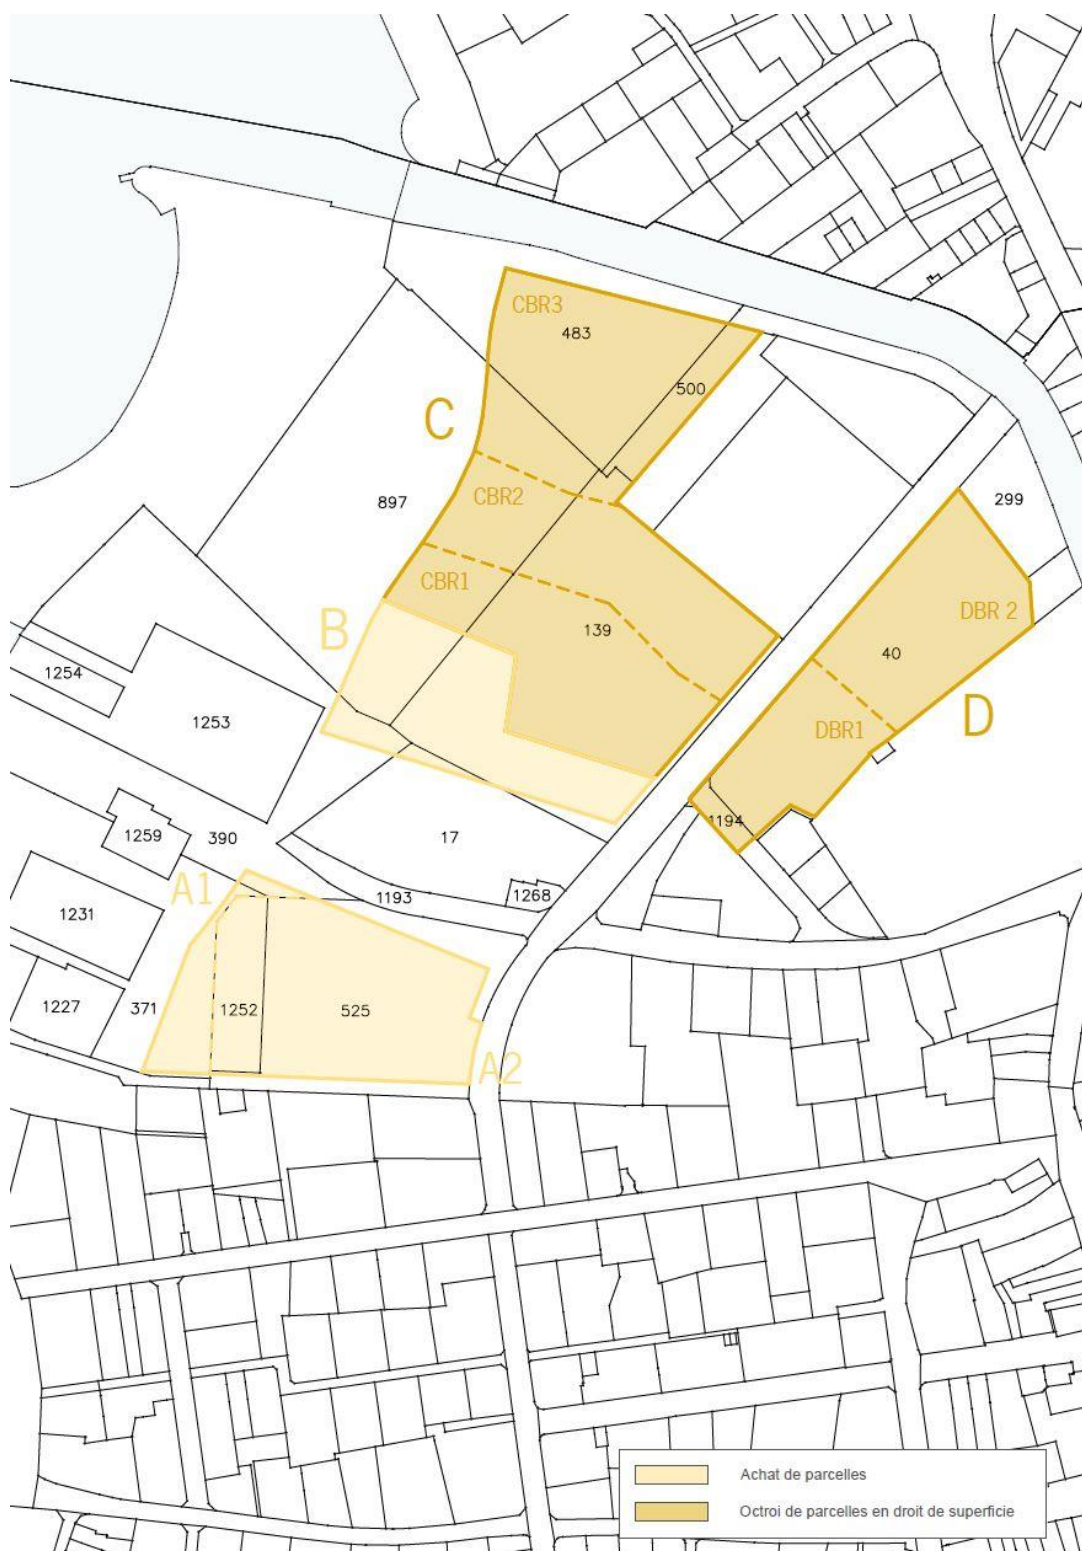 CBR3
483
500
C
CBR2
897
299
CBR1
DBR 2
B
139
40
1254
1253
DBR1
D
1194
1259
390
17
A1
1193
1268
1231
1227
371
1252
525
A2
Achat de parcelles
Octroi de parcelles en droit de superficie